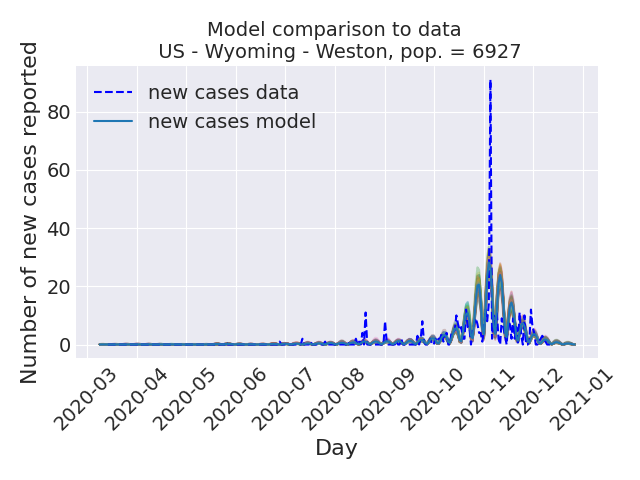 Model comparison to data
US - Wyoming - Weston, pop. = 6927
Number of new cases reported
80
60
40
20
0
new cases data
new cases model
2020-03
2020-04
2020-05
2020-06
2020-07
2020-08
2020-09
2020-10
2020-11
2020-12
2021-01
Day